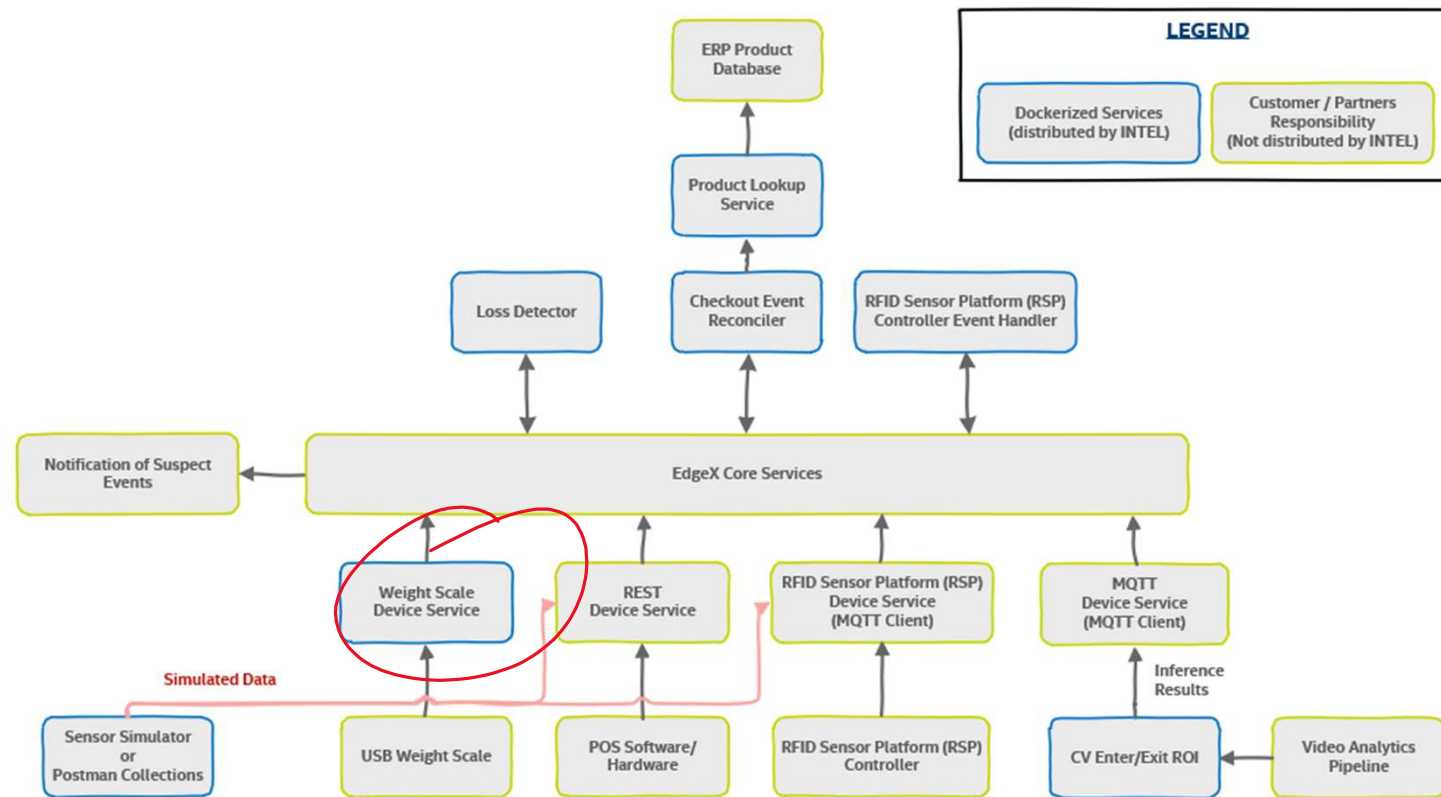 LEGEND
ERP Product
Database
Dockerized Services
(distributed by INTEL)
Customer / Partners
Responsibility
(Not distributed by INTEL)
Product Lookup
Service
Loss Detector
Checkout Event
Reconciler
RFID Sensor Platform (RSP)
Controller Event Handler
Notification of Suspect
Events
EdgeX Core Services
Weight Scale
Device Service
REST
Device Service
RFID Sensor Platform (RSP)
Device Service
(MQTT Client)
MQTT
Device Service
(MQTT Client)
Simulated Data
Inference
Results
Sensor Simulator
or
Postman Collections
USB Weight Scale
POS Software/
Hardware
RFID Sensor Platform (RSP)
Controller
CV Enter/Exit ROI
Video Analytics
Pipeline